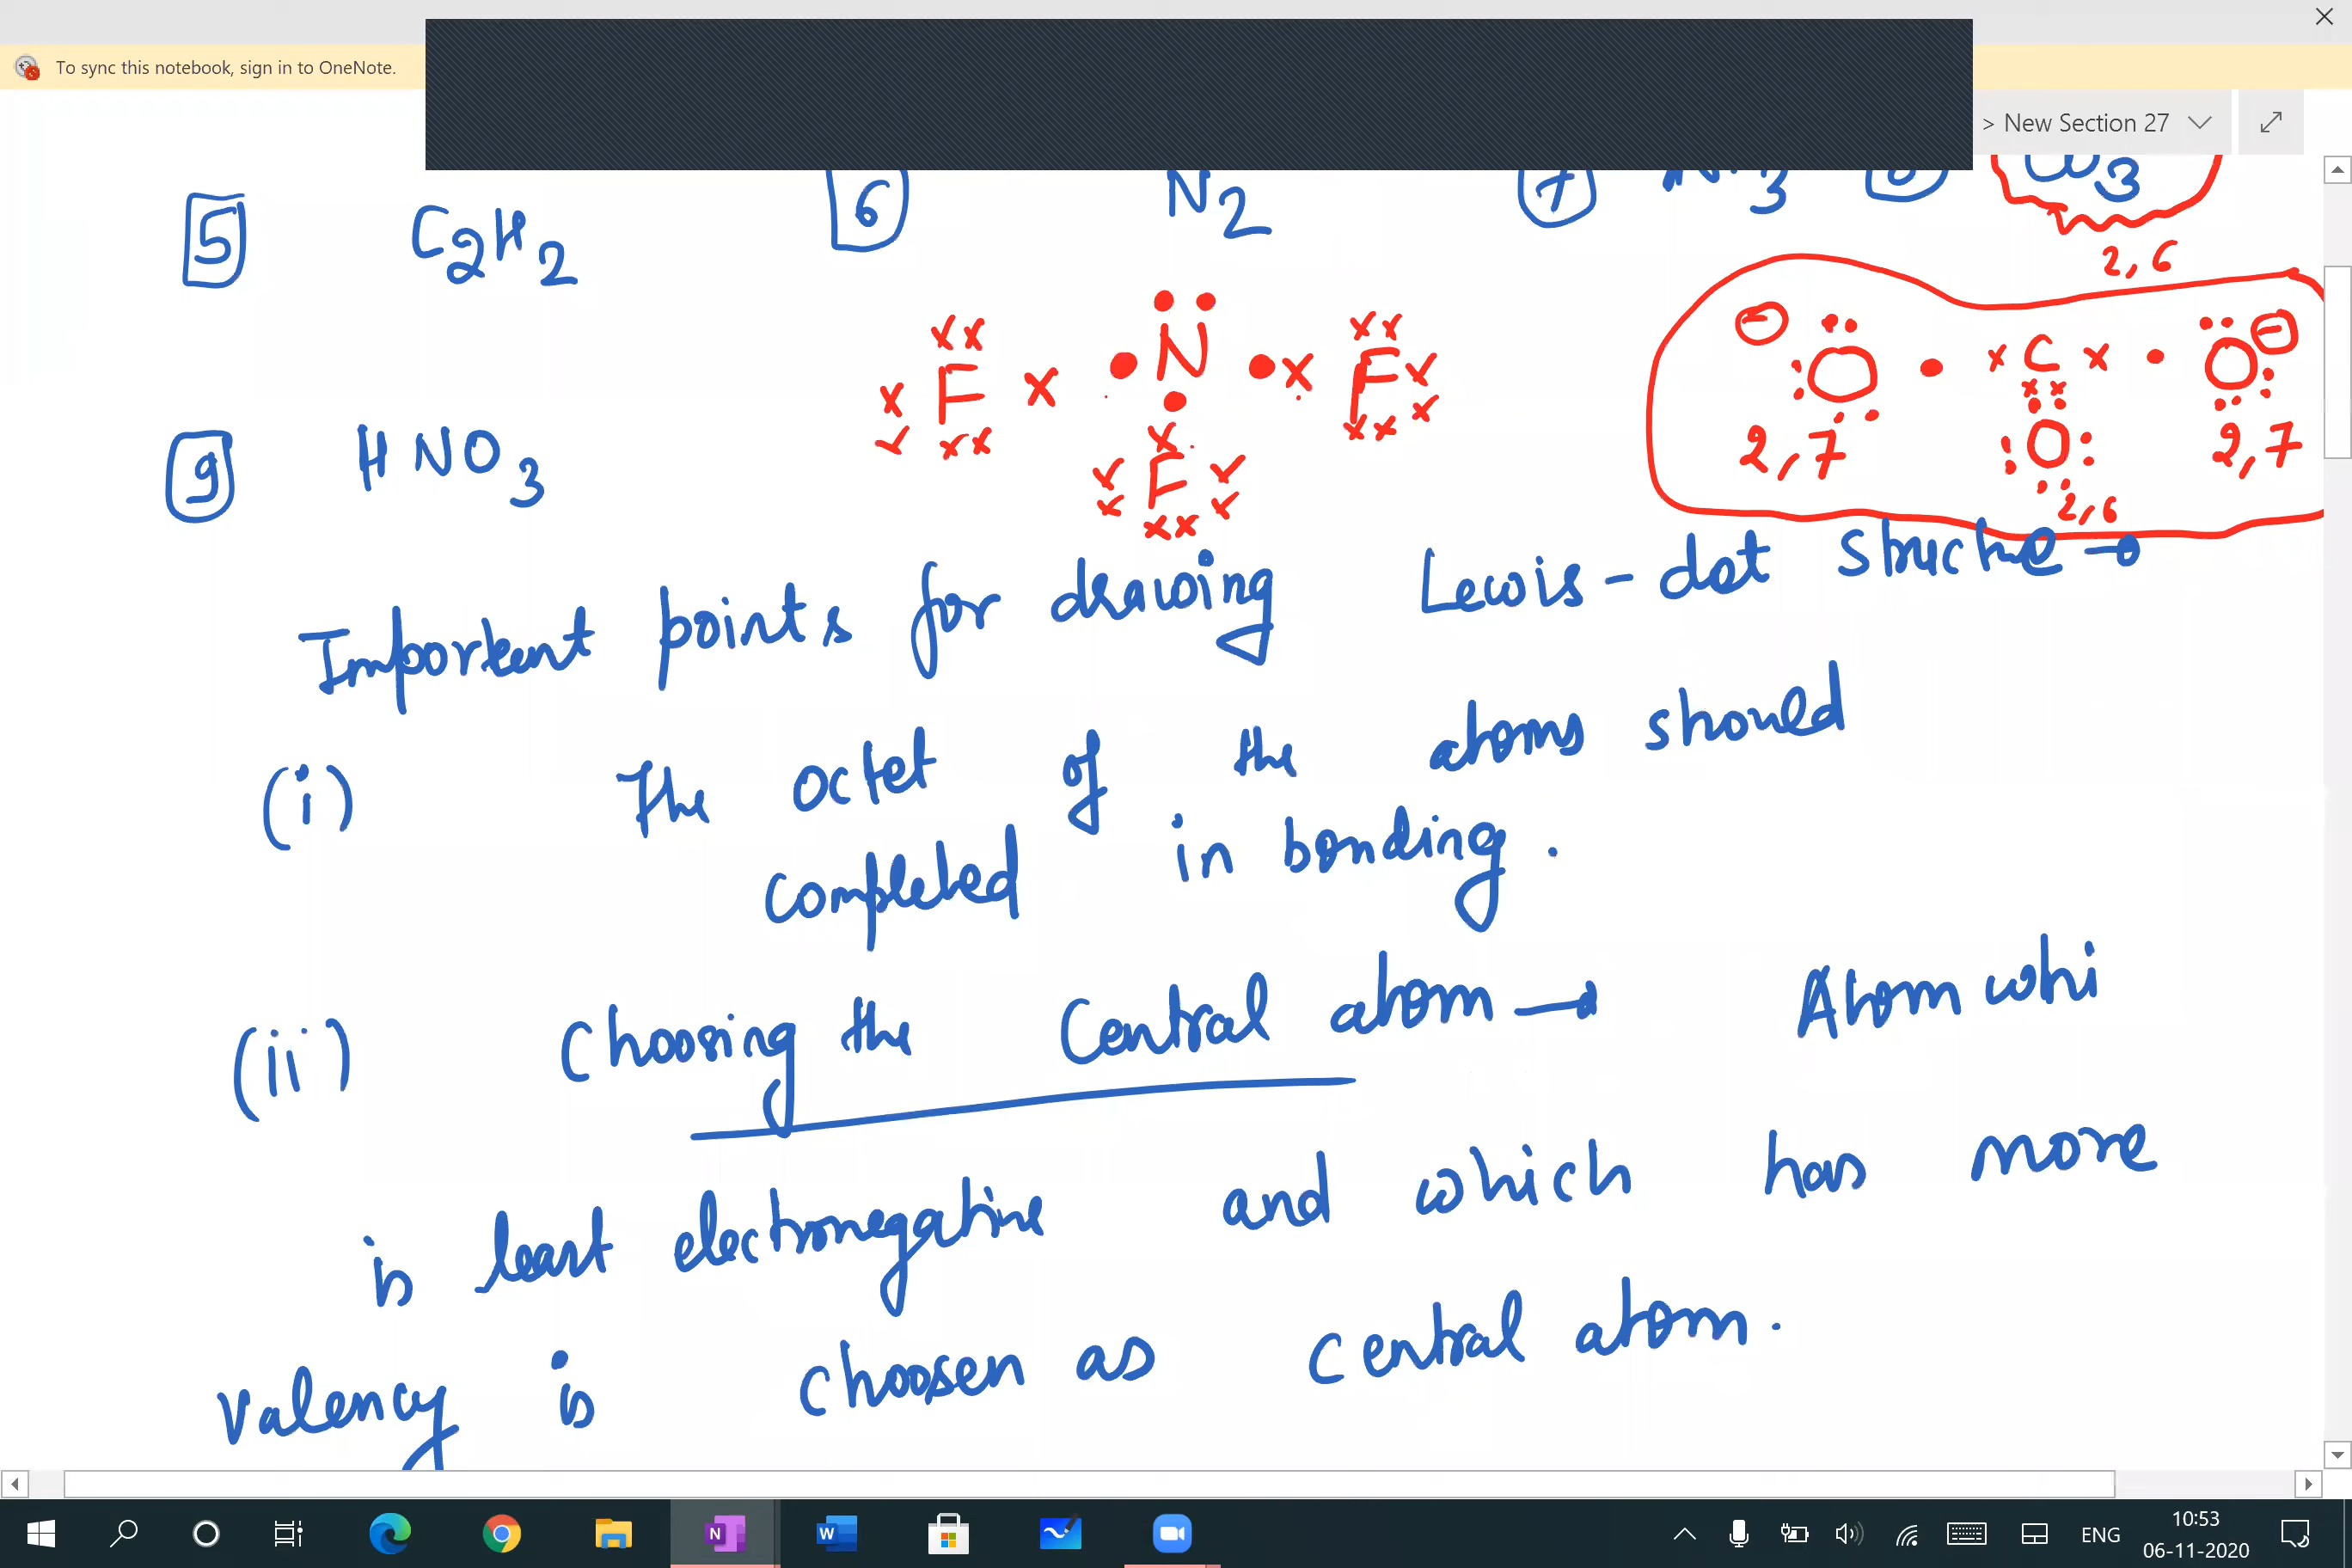 To sync this notebook, sign in to OneNote.
> New Section 27
5 C2H2 6 N2 7 3
2,6
F N F C O
O O
9 HNO3 F 2,7 2,7
2,6
Important points for drawing Lewis-dot structure →
(i) The octet of the atoms should
completed in bonding.
(ii) Choosing the Central atom → Atom whi
is least electronegative and which has more
valency is choosen as central atom.
N
W
ENG
10:53
06-11-2020